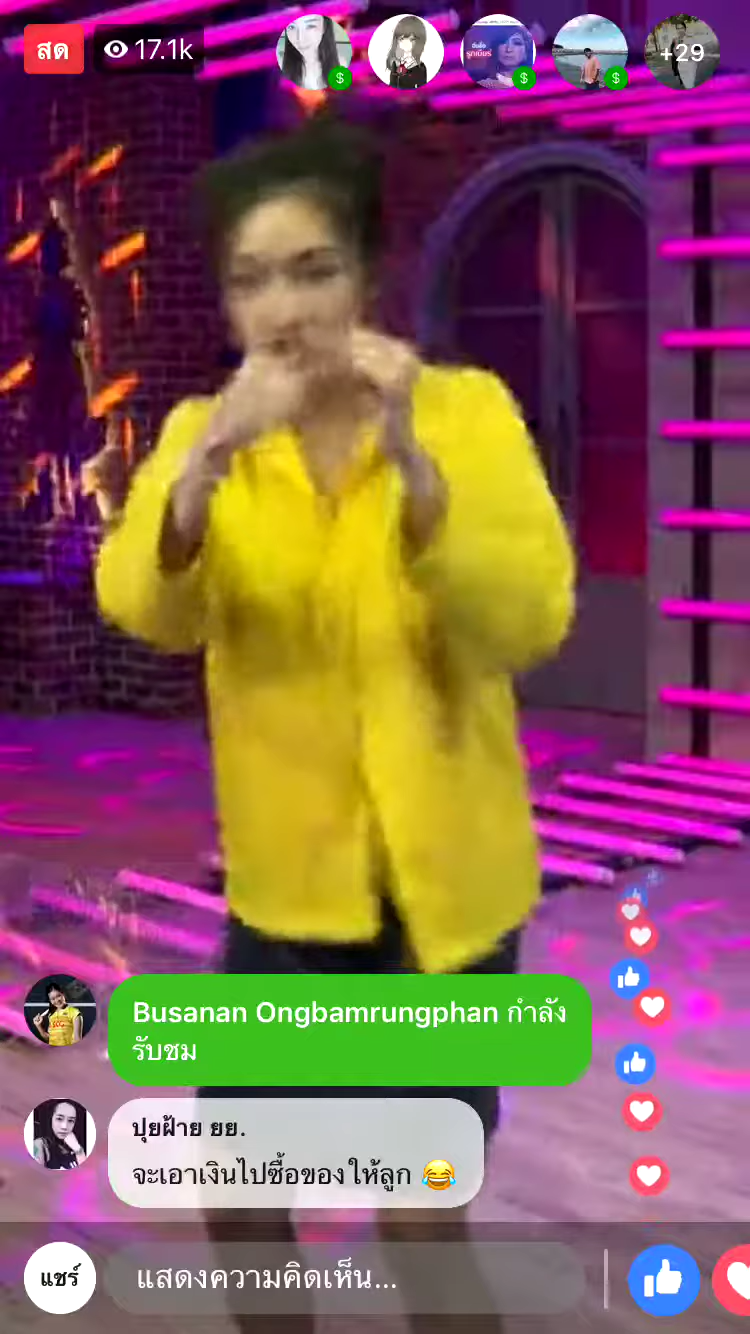 สด
17.1k
+29
Busanan Ongbamrungphan กำลัง
รับชม
ปุยฝ้าย ยย.
จะเอาเงินไปซื้อของให้ลูก 😂
แชร์
แสดงความคิดเห็น...